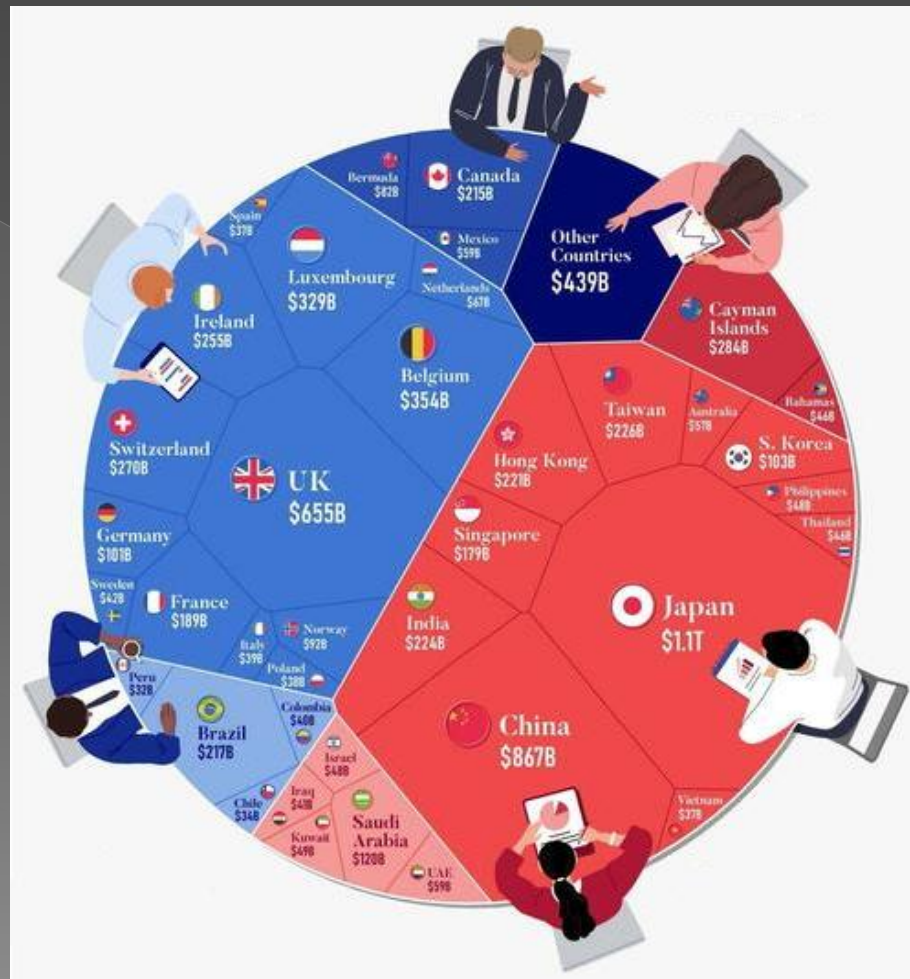 Bermuda
$82B
Canada
$215B
Mexico
$59B
Other
Countries
$439B
Spain
$37B
Luxembourg
$329B
Netherlands
$67B
Ireland
$255B
Belgium
$354B
Cayman
Islands
$284B
Bahamas
$46B
Taiwan
$226B
Australia
$57B
Hong Kong
$221B
S. Korea
$103B
Switzerland
$270B
UK
$655B
Philippines
$48B
Singapore
$179B
Thailand
$46B
Germany
$101B
Sweden
$42B
France
$189B
India
$224B
Japan
$1.1T
Italy
$39B
Norway
$92B
Poland
$38B
Peru
$32B
Brazil
$217B
Colombia
$40B
China
$867B
Israel
$48B
Chile
$34B
Iraq
$41B
Kuwait
$49B
Saudi
Arabia
$120B
Vietnam
$37B
UAE
$59B